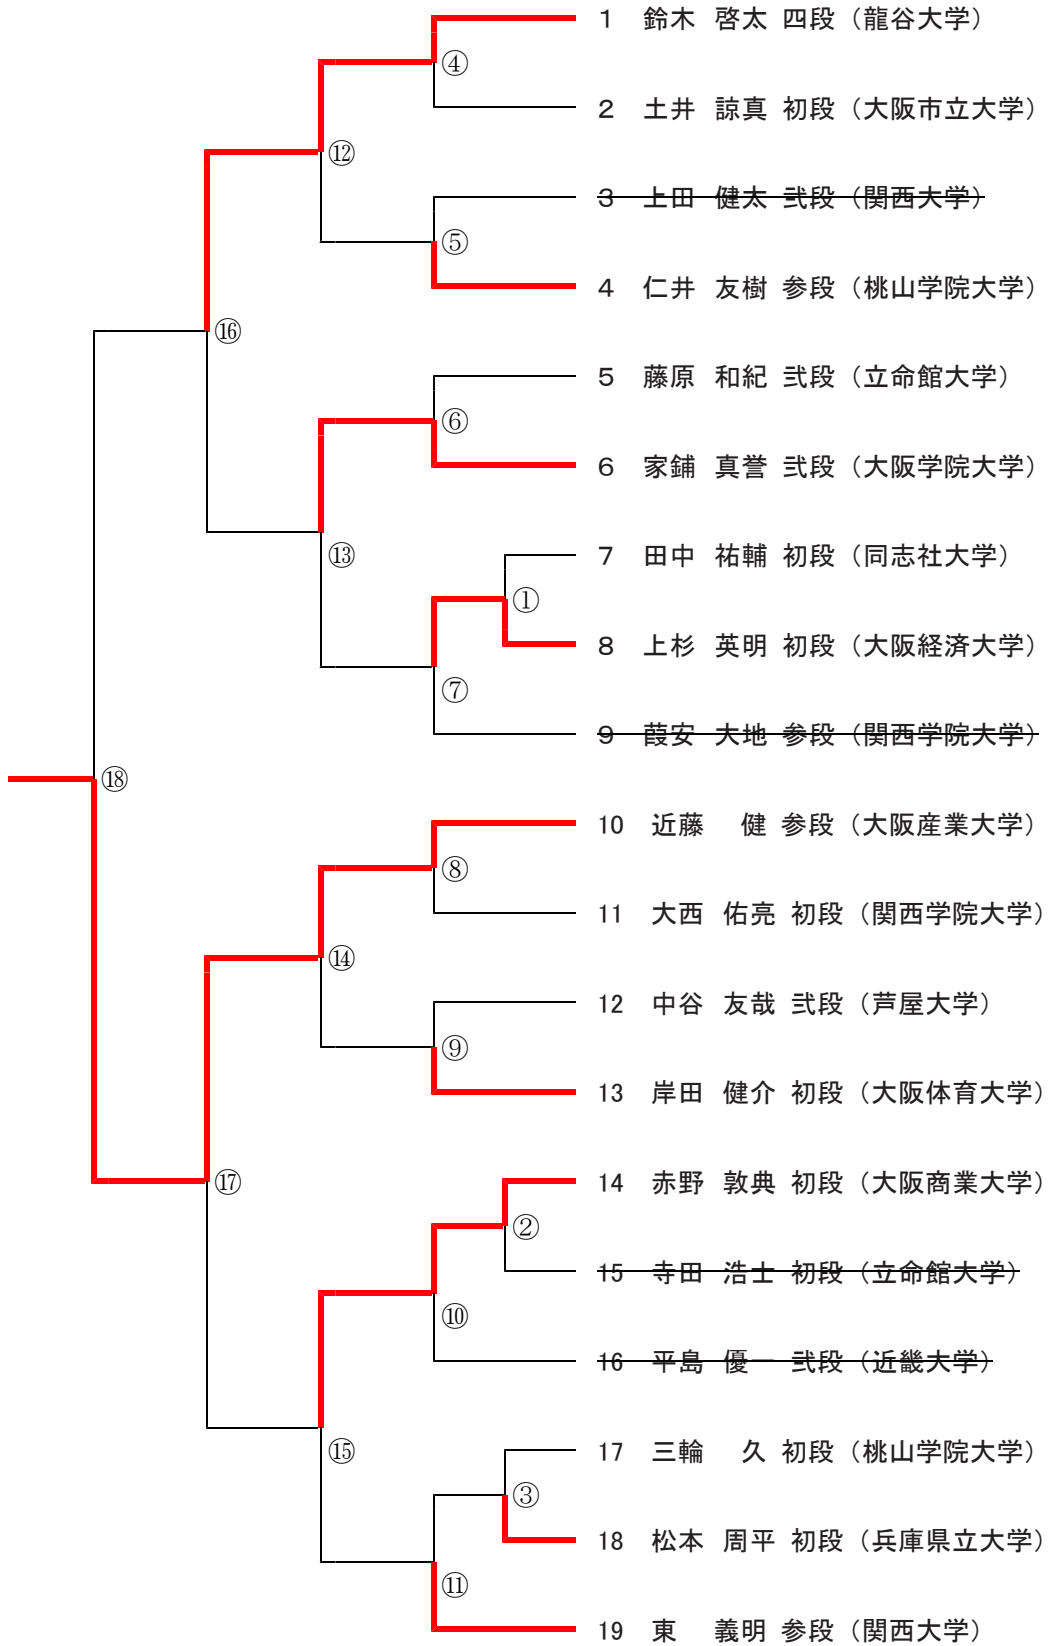 1 鈴木 啓太 四段（龍谷大学）
④
2 土井 諒真 初段（大阪市立大学）
⑫
3 上田 健太 弐段（関西大学）
⑤
4 仁井 友樹 参段（桃山学院大学）
⑯
5 藤原 和紀 弐段（立命館大学）
⑥
6 家鋪 真誉 弐段（大阪学院大学）
⑬
7 田中 祐輔 初段（同志社大学）
①
8 上杉 英明 初段（大阪経済大学）
⑦
9 葭安 大地 参段（関西学院大学）
⑱
10 近藤 健 参段（大阪産業大学）
⑧
11 大西 佑亮 初段（関西学院大学）
⑭
12 中谷 友哉 弐段（芦屋大学）
⑨
13 岸田 健介 初段（大阪体育大学）
⑰
14 赤野 敦典 初段（大阪商業大学）
②
15 寺田 浩士 初段（立命館大学）
⑩
16 平島 優一 弐段（近畿大学）
⑮
17 三輪 久 初段（桃山学院大学）
③
18 松本 周平 初段（兵庫県立大学）
⑪
19 東 義明 参段（関西大学）